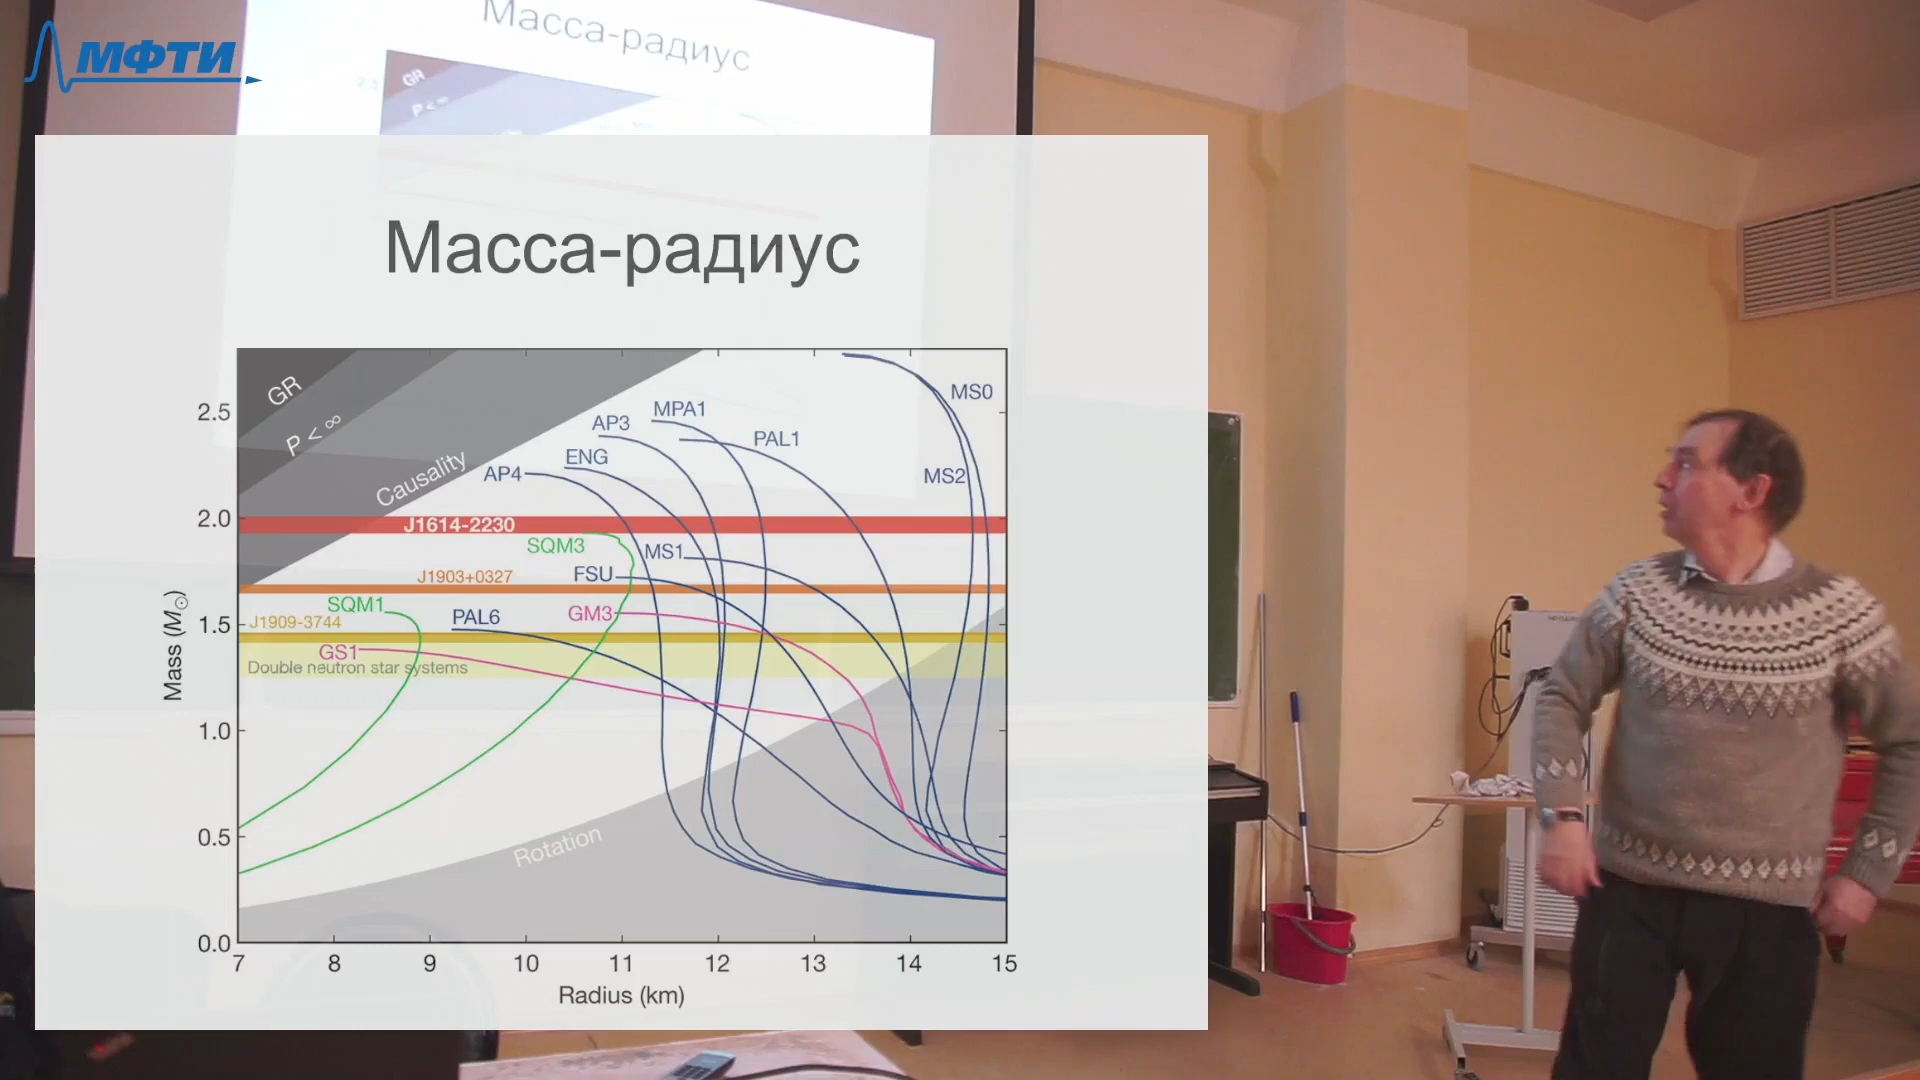 МФТИ
Масса-радиус
GR
P < ∞
Масса-радиус
GR
P < ∞
Causality
AP4
ENG
AP3
MPA1
PAL1
MS0
MS2
J1614-2230
SQM3
MS1
J1903+0327
FSU
SQM1
J1909-3744
PAL6
GM3
GS1
Double neutron star systems
Rotation
Mass (M☉)
2.5
2.0
1.5
1.0
0.5
0.0
7 8 9 10 11 12 13 14 15
Radius (km)